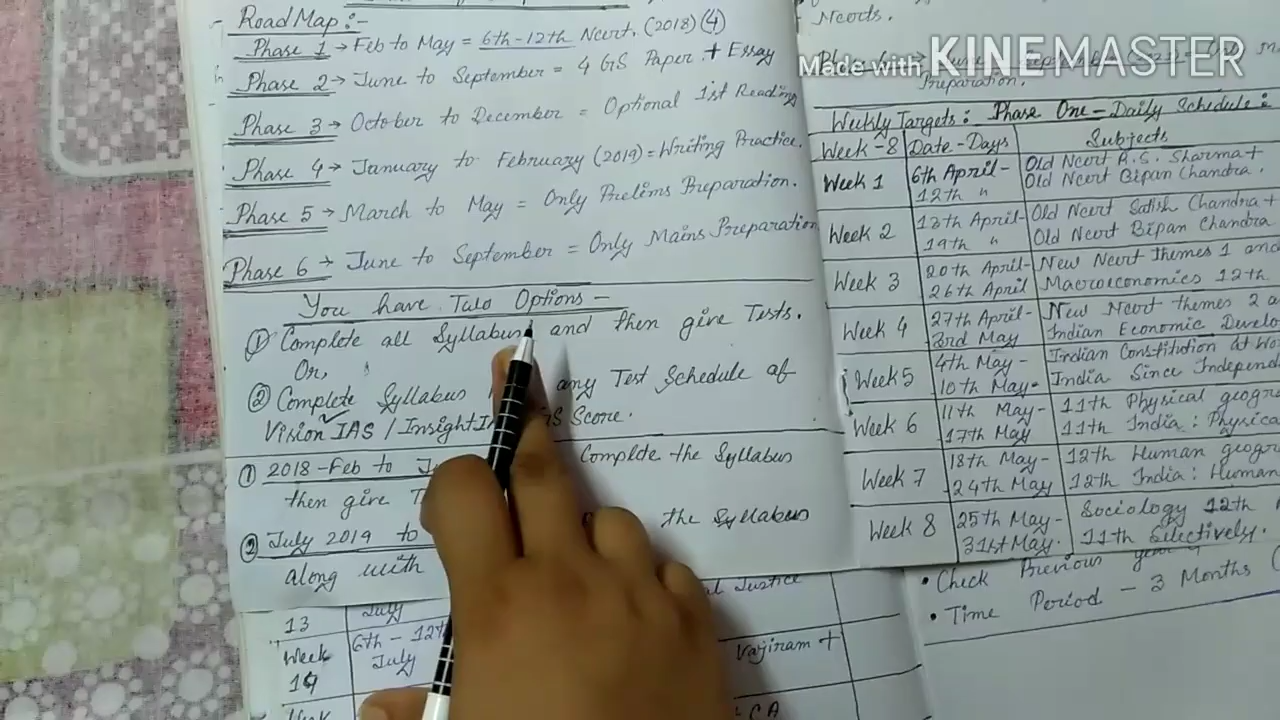 Road Map :-
Phase 1 → Feb to May = 6th-12th Ncert. (2018) (4)
Phase 2 → June to September = 4 GS Paper + Essay
Phase 3 → October to December = Optional 1st Reading
Phase 4 → January to February (2019) = Writing Practice.
Phase 5 → March to May = Only Prelims Preparation.
Phase 6 → June to September = Only Mains Preparation
You have Two Options -
① Complete all Syllabus and then give Tests.
Or,
② Complete Syllabus any Test Schedule of
Vision IAS / Insight GS Score.
① 2018 - Feb to Complete the Syllabus
then give
② July 2019 to the Syllabus
along with
July
13
Week 6th - 12th
14 July
Justice
Vajiram +
CA
Needs.
Preparation.
Made with KINEMASTER
Weekly Targets : Phase One - Daily Schedule :
Week - 8 Date - Days Subjects
Week 1 6th April - 12th " Old Ncert R.S. Sharma +
Old Ncert Bipan Chandra.
Week 2 13th April - 19th " Old Ncert Satish Chandra +
Old Ncert Bipan Chandra
Week 3 20th April - 26th April New Ncert Themes 1 and
Macroeconomics 12th
Week 4 27th April - 3rd May New Ncert themes 2
Indian Economic
Week 5 4th May - 10th May - Indian Constitution at
India Since
Week 6 11th May - 17th May 11th Physical
11th India :
Week 7 18th May - 24th May 12th Human
12th India : Human
Week 8 25th May - 31st May. Sociology 12th
11th Selectively.
• Check Previous
• Time Period - 3 Months